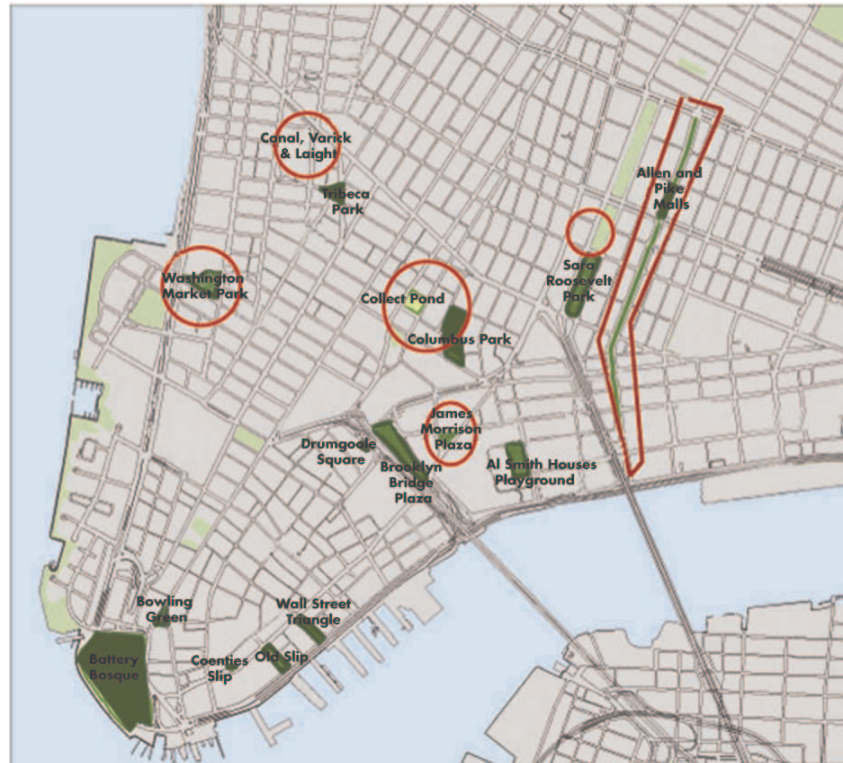 Canal, Varick
& Laight
Tribeca
Park
Allen and
Pike
Malls
Washington
Market Park
Sara
Roosevelt
Park
Collect Pond
Columbus Park
James
Morrison
Plaza
Drumgoole
Square
Brooklyn
Bridge
Plaza
Al Smith Houses
Playground
Bowling
Green
Wall Street
Triangle
Coenties
Slip
Old Slip
Battery
Bosque